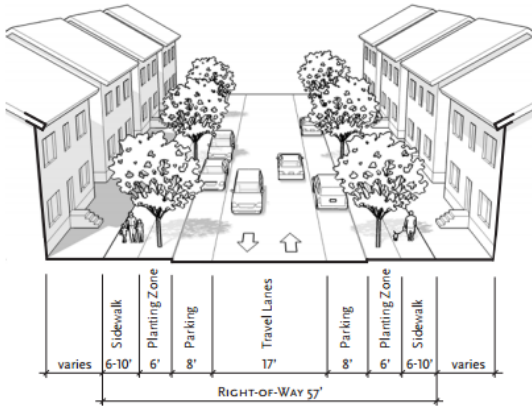 Sidewalk
Planting Zone
Parking
Travel Lanes
Parking
Planting Zone
Sidewalk
varies 6-10' 6' 8' 17' 8' 6' 6-10' varies
Right-of-Way 57'